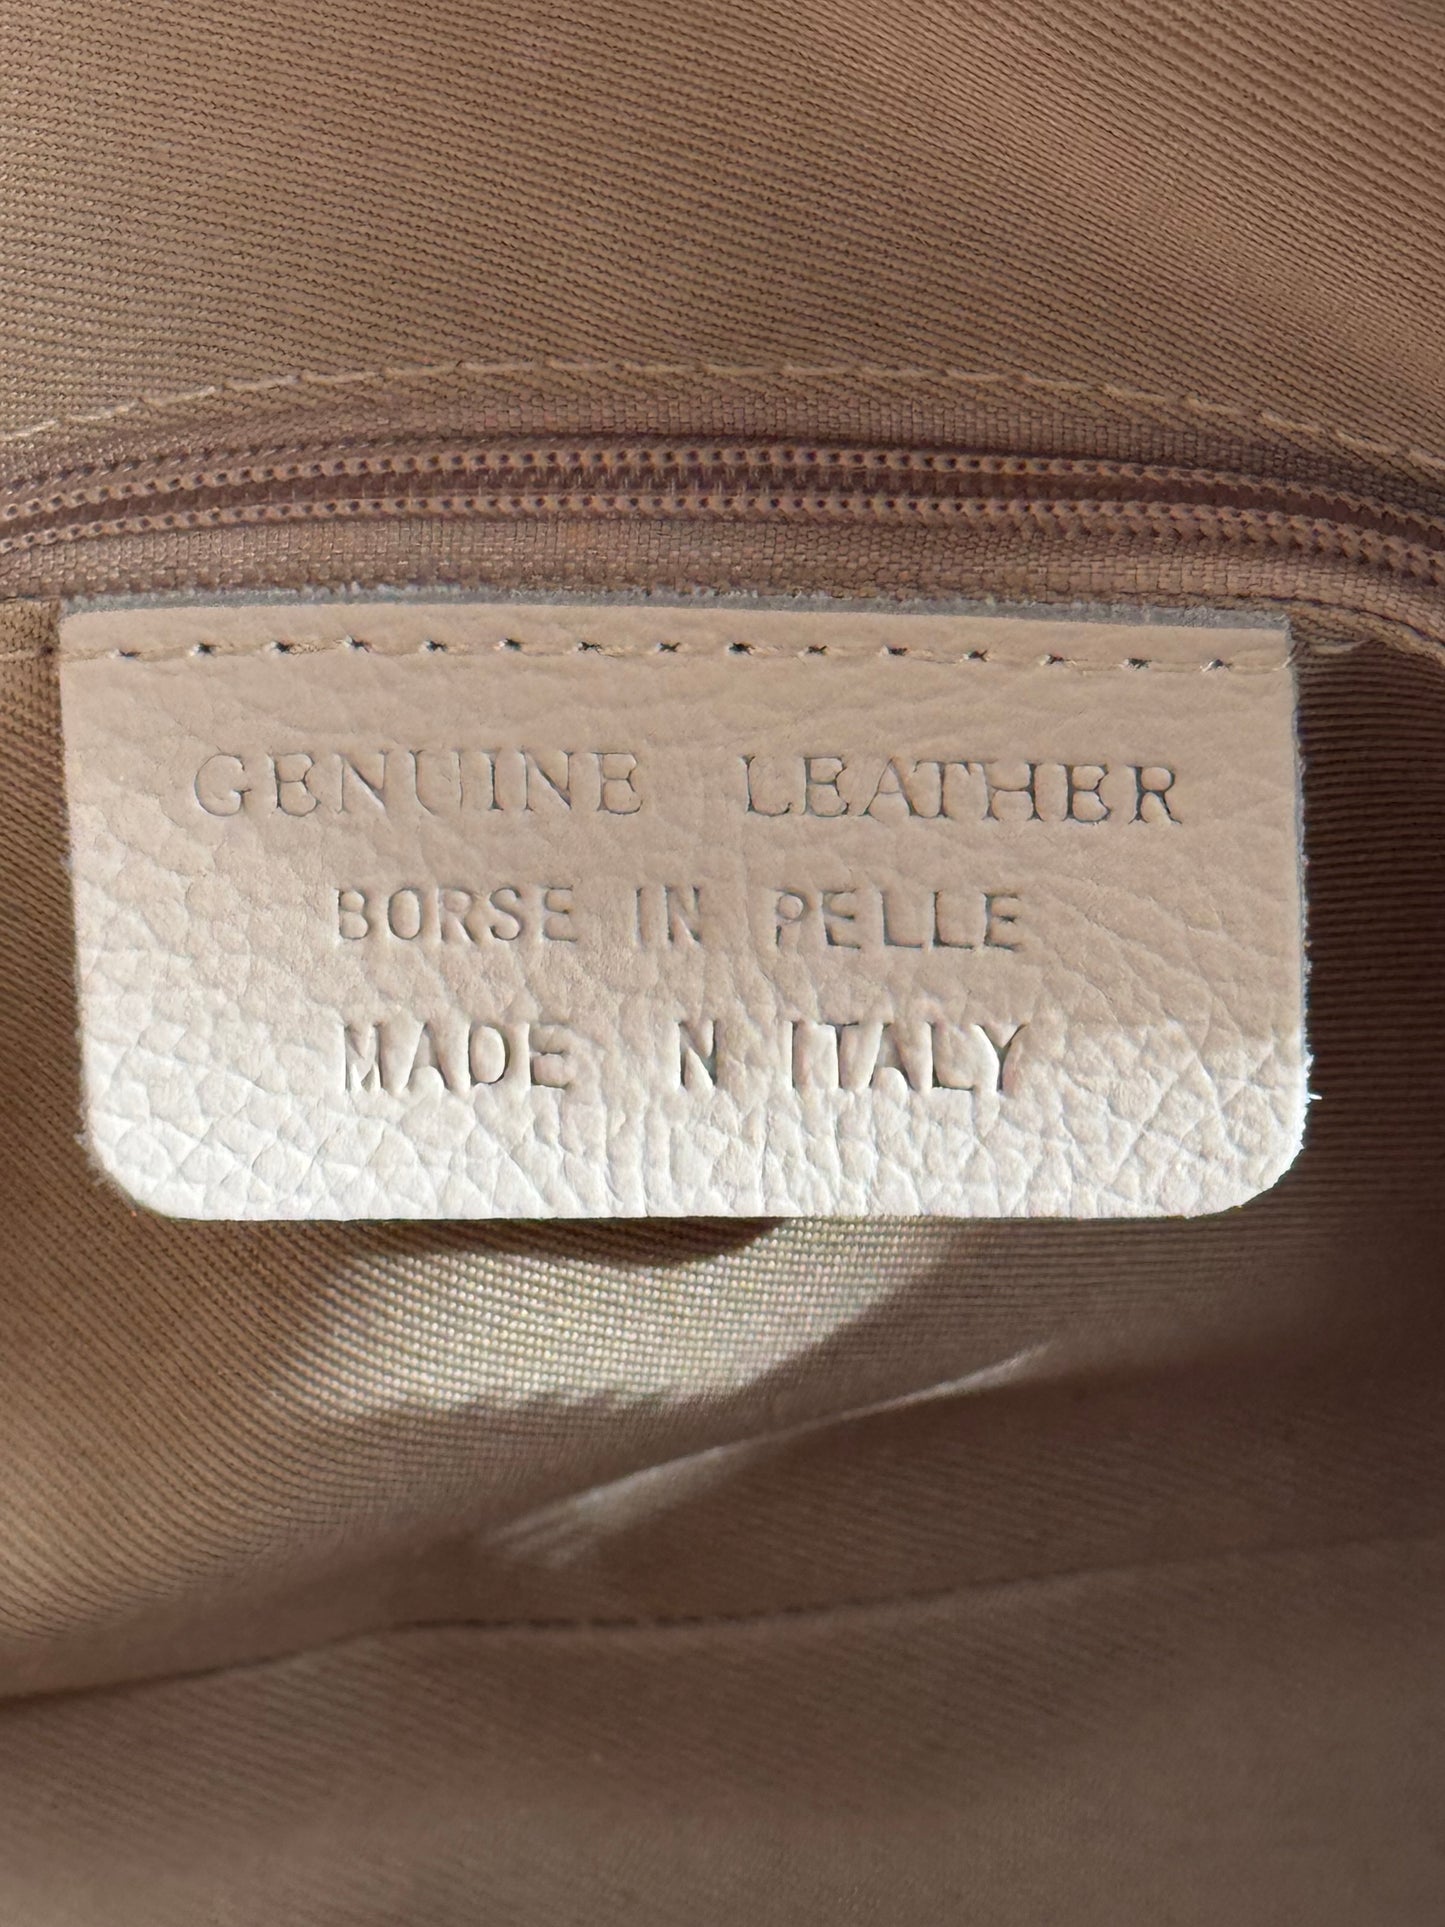 GENUINE LEATHER
BORSE IN PELLE
MADE N ITALY